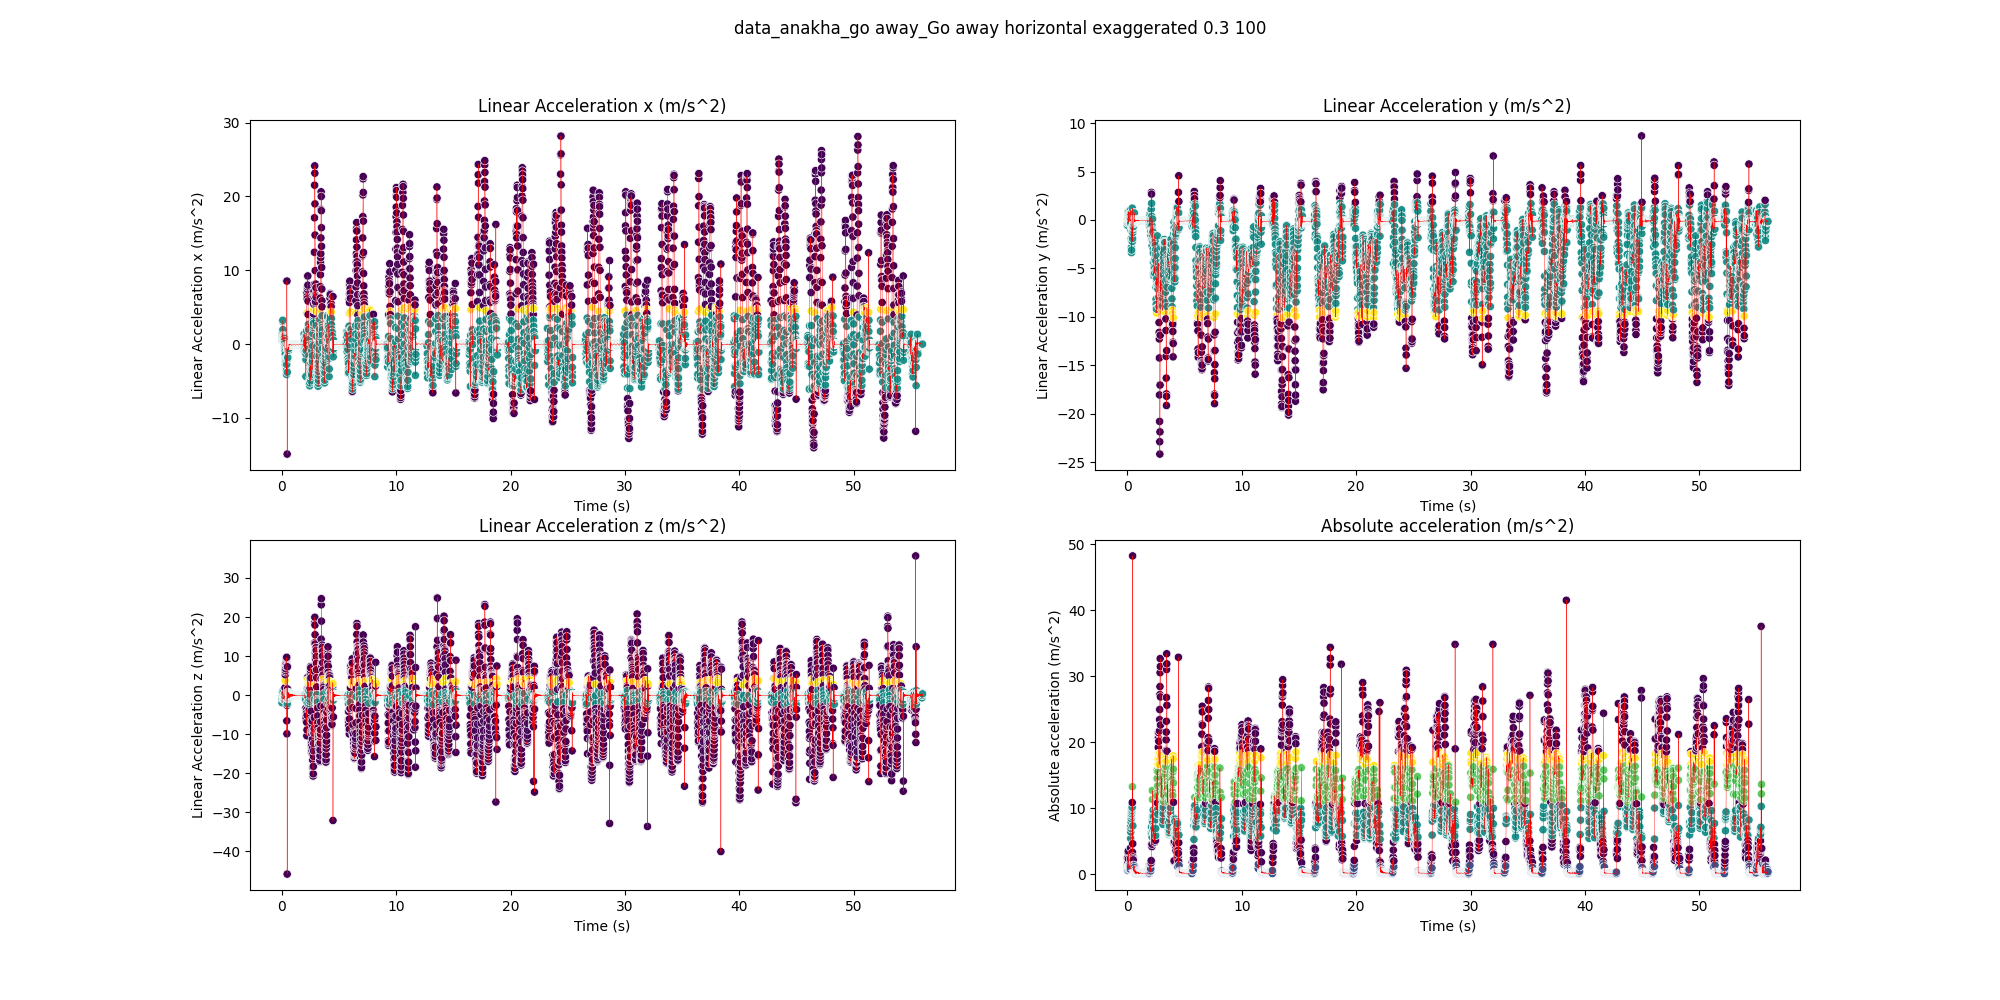 data_anakha_go away_Go away horizontal exaggerated 0.3 100
Linear Acceleration x (m/s^2)
Linear Acceleration x (m/s^2)
30
20
10
0
−10
0 10 20 30 40 50
Time (s)
Linear Acceleration y (m/s^2)
Linear Acceleration y (m/s^2)
10
5
0
−5
−10
−15
−20
−25
0 10 20 30 40 50
Time (s)
Linear Acceleration z (m/s^2)
Linear Acceleration z (m/s^2)
30
20
10
0
−10
−20
−30
−40
0 10 20 30 40 50
Time (s)
Absolute acceleration (m/s^2)
Absolute acceleration (m/s^2)
50
40
30
20
10
0
0 10 20 30 40 50
Time (s)